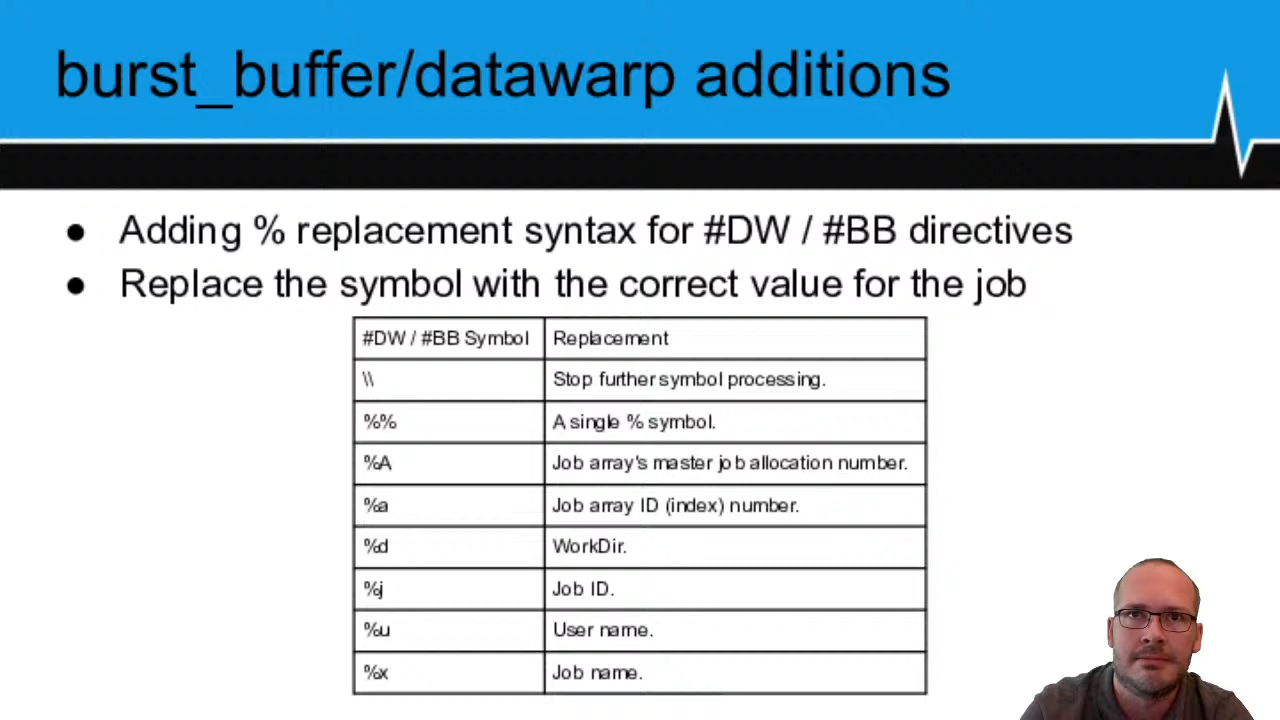 burst_buffer/datawarp additions
● Adding % replacement syntax for #DW / #BB directives
● Replace the symbol with the correct value for the job
#DW / #BB Symbol Replacement
\\ Stop further symbol processing.
%% A single % symbol.
%A Job array's master job allocation number.
%a Job array ID (index) number.
%d WorkDir.
%j Job ID.
%u User name.
%x Job name.